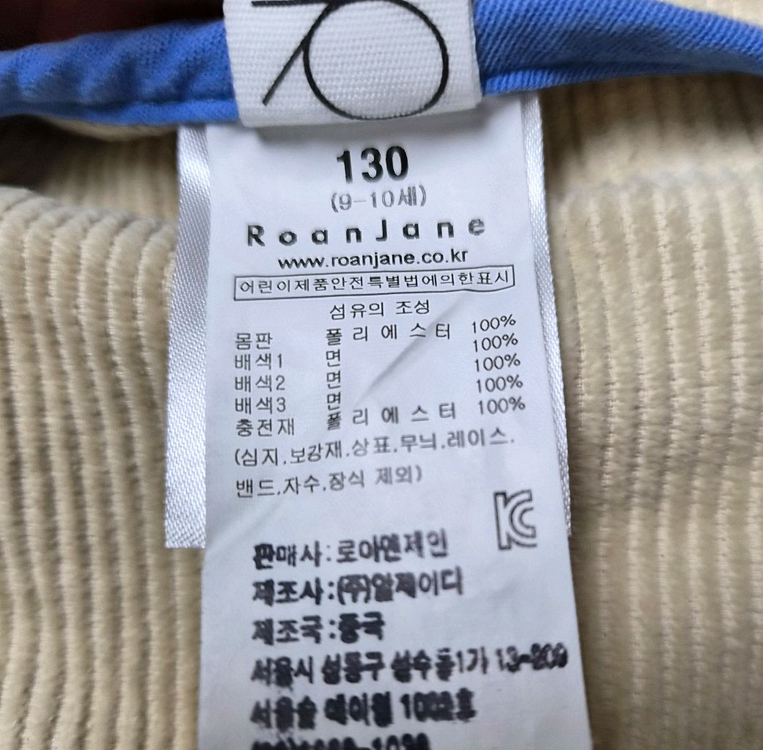 130
(9-10세)
RoanJane
www.roanjane.co.kr
어린이제품안전특별법에의한표시
섬유의 조성
몸판 폴리에스터 100%
배색1 면 100%
배색2 면 100%
배색3 면 100%
충전재 폴리에스터 100%
(심지.보강재.상표.무늬.레이스.
밴드.자수.장식 제외)
KC
판매사:로아앤제인
제조사:(주)알제이디
제조국:중국
서울시 성동구 성수동1가
서울숲